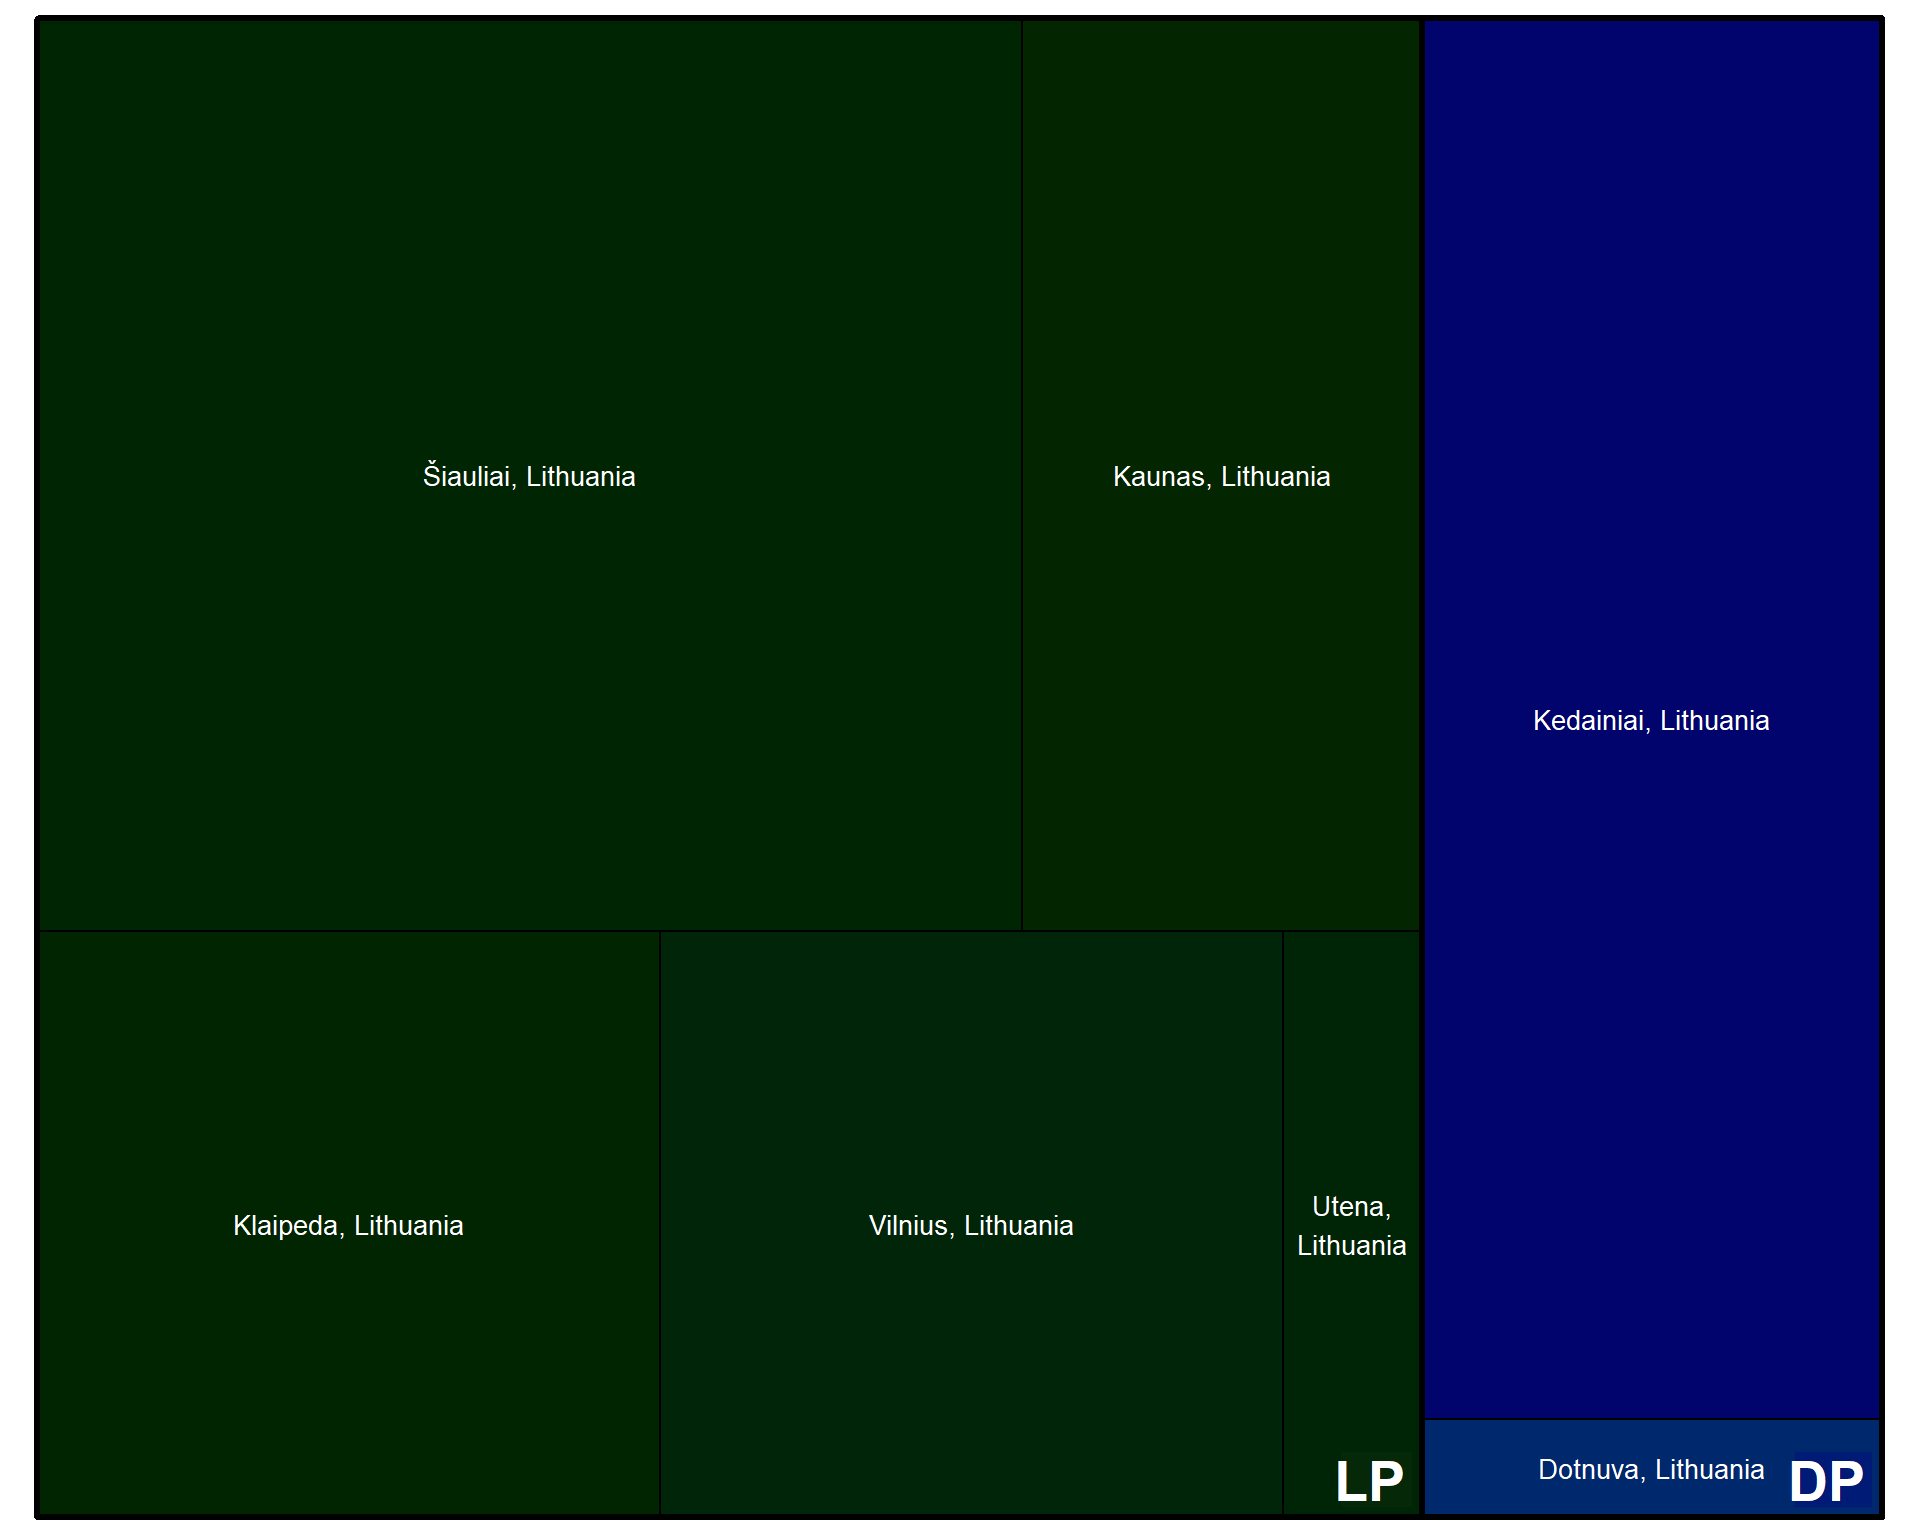 Šiauliai, Lithuania
Kaunas, Lithuania
Kedainiai, Lithuania
Klaipeda, Lithuania
Vilnius, Lithuania
Utena,
Lithuania
LP
Dotnuva, Lithuania
DP